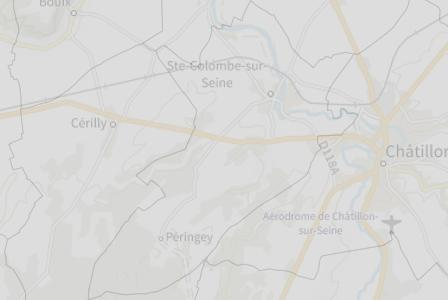 Bouix
Ste-Colombe-sur-
Seine
Cérilly
Châtillon
D118A
Aérodrome de Châtillon-
sur-Seine
Péringey